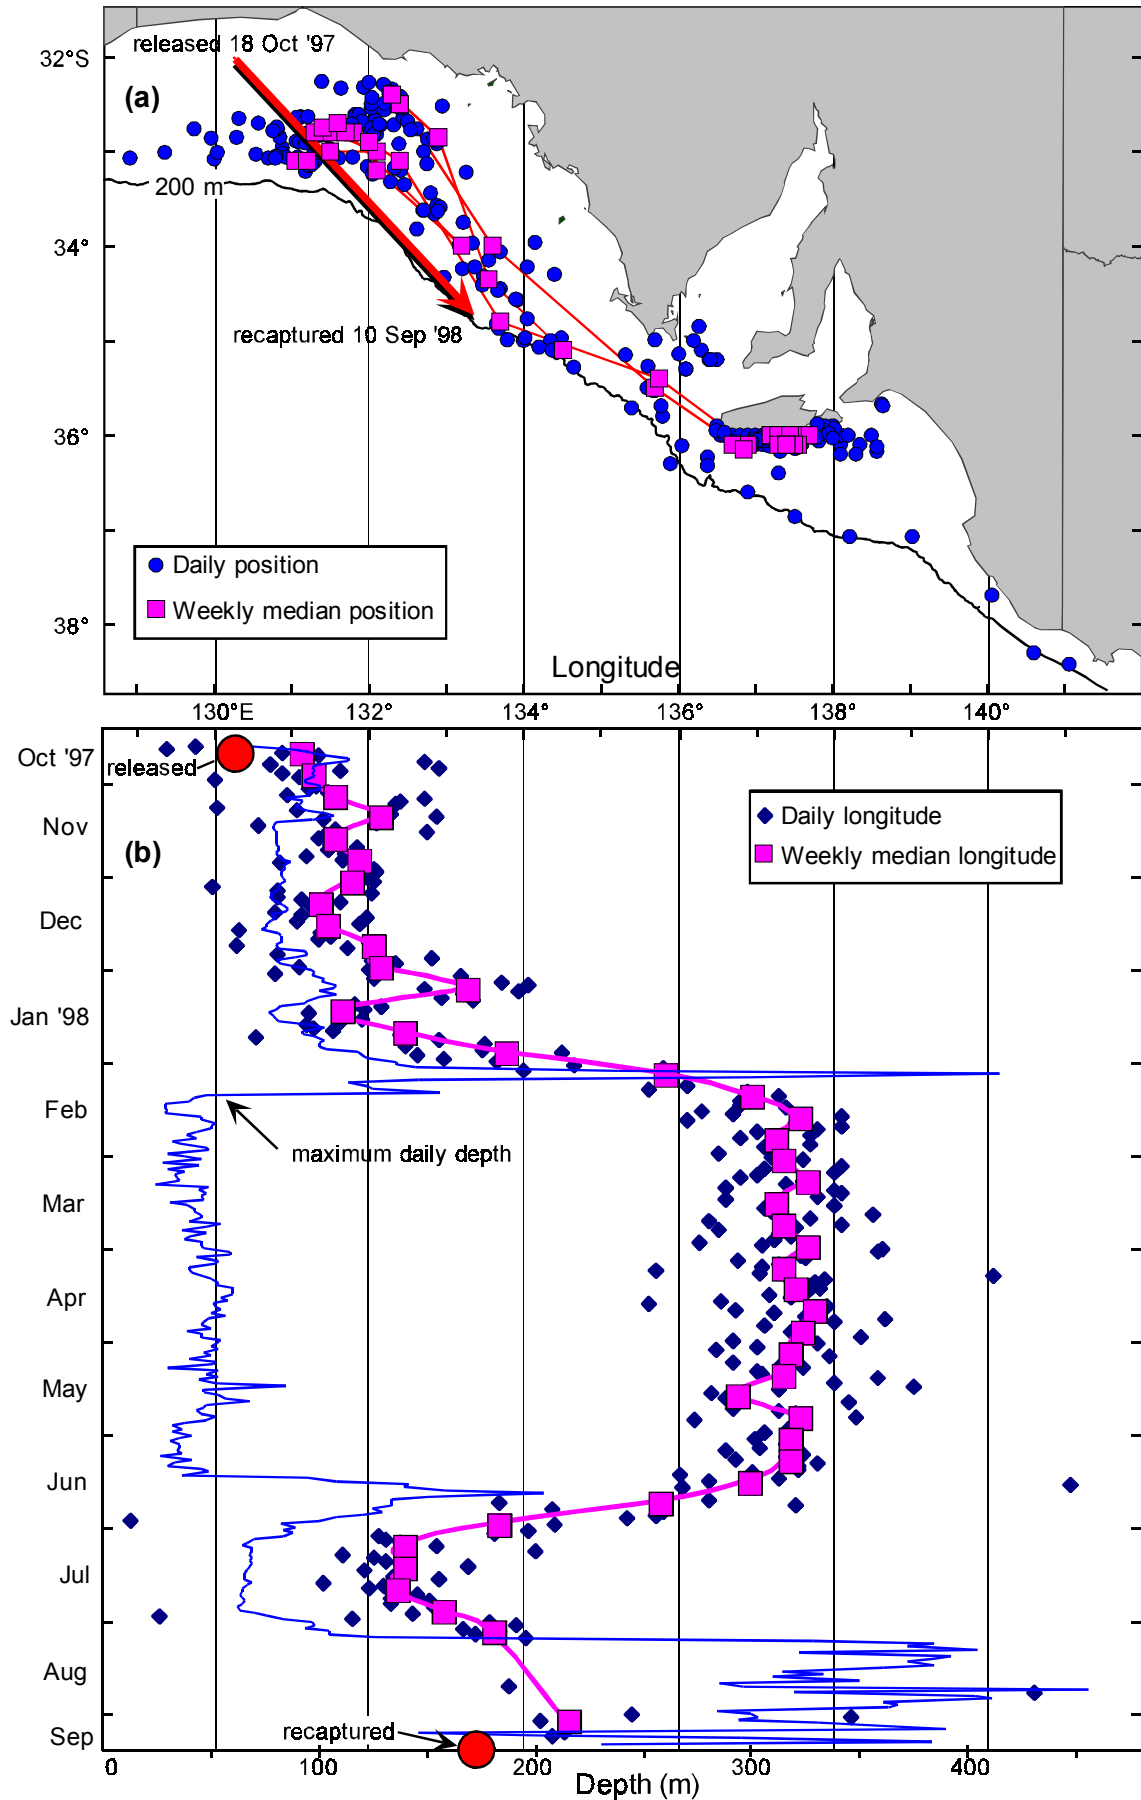 released 18 Oct '97
32°S
(a)
200 m
34°
recaptured 10 Sep '98
36°
Daily position
Weekly median position
38°
Longitude
130°E 132° 134° 136° 138° 140°
Oct '97
released
Nov
Daily longitude
(b)
Weekly median longitude
Dec
Jan '98
Feb
maximum daily depth
Mar
Apr
May
Jun
Jul
Aug
recaptured
Sep
0 100 200 300 400
Depth (m)